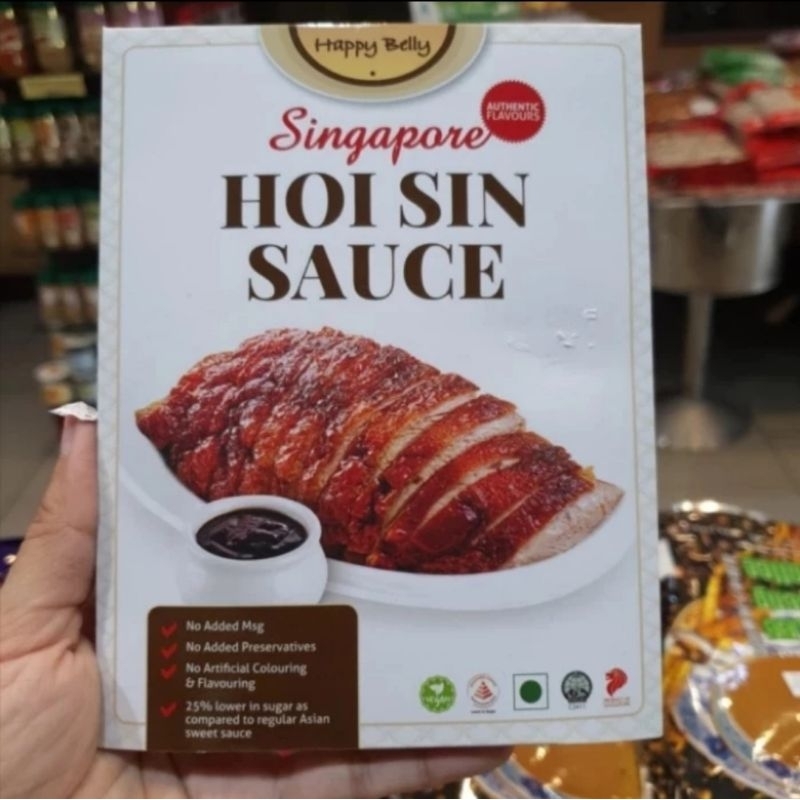 Happy Belly
AUTHENTIC
FLAVOURS
Singapore
HOI SIN
SAUCE
No Added Msg
No Added Preservatives
No Artificial Colouring
& Flavouring
25% lower in sugar as
compared to regular Asian
sweet sauce
vegan